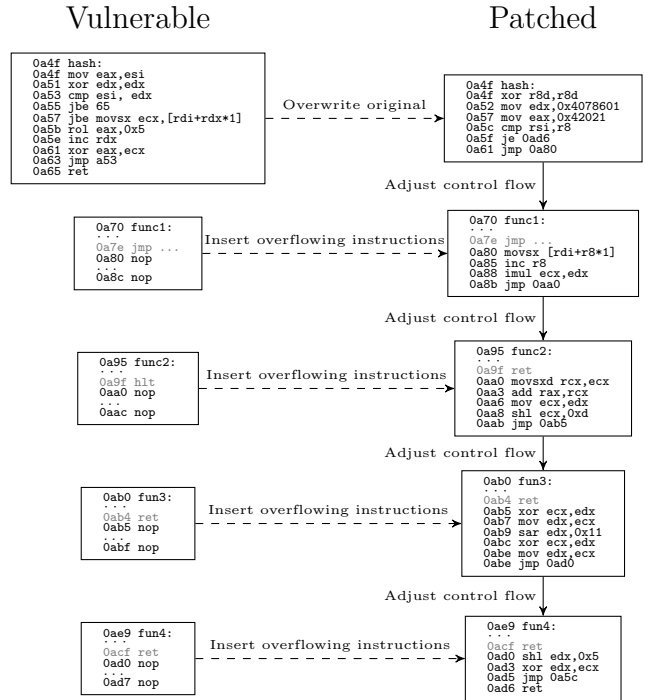 Vulnerable
Patched
0a4f hash:
0a4f mov eax,esi
0a51 xor edx,edx
0a53 cmp esi, edx
0a55 jbe 65
0a57 jbe movsx ecx,[rdi+rdx*1]
0a5b rol eax,0x5
0a5e inc rdx
0a61 xor eax,ecx
0a63 jmp a53
0a65 ret
Overwrite original
0a4f hash:
0a4f xor r8d,r8d
0a52 mov edx,0x4078601
0a57 mov eax,0x42021
0a5c cmp rsi,r8
0a5f je 0ad6
0a61 jmp 0a80
Adjust control flow
0a70 func1:
...
0a7e jmp ...
0a80 nop
...
0a8c nop
Insert overflowing instructions
0a70 func1:
...
0a7e jmp ...
0a80 movsx [rdi+r8*1]
0a85 inc r8
0a88 imul ecx,edx
0a8b jmp 0aa0
Adjust control flow
0a95 func2:
...
0a9f hlt
0aa0 nop
...
0aac nop
Insert overflowing instructions
0a95 func2:
...
0a9f ret
0aa0 movsxd rcx,ecx
0aa3 add rax,rcx
0aa6 mov ecx,edx
0aa8 shl ecx,0xd
0aab jmp 0ab5
Adjust control flow
0ab0 fun3:
...
0ab4 ret
0ab5 nop
...
0abf nop
Insert overflowing instructions
0ab0 fun3:
...
0ab4 ret
0ab5 xor ecx,edx
0ab7 mov edx,ecx
0ab9 sar edx,0x11
0abc xor ecx,edx
0abe mov edx,ecx
0abe jmp 0ad0
Adjust control flow
0ae9 fun4:
...
0acf ret
0ad0 nop
...
0ad7 nop
Insert overflowing instructions
0ae9 fun4:
...
0acf ret
0ad0 shl edx,0x5
0ad3 xor edx,ecx
0ad5 jmp 0a5c
0ad6 ret